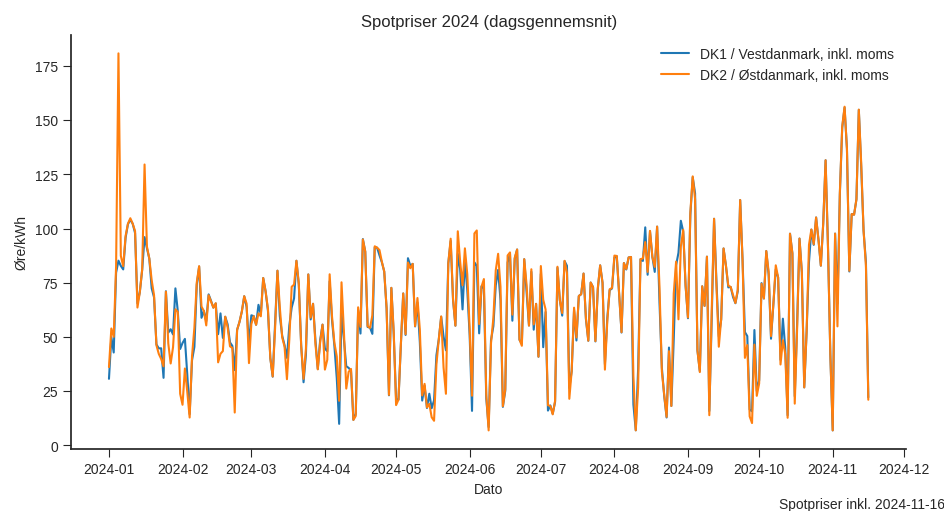 Spotpriser 2024 (dagsgennemsnit)
DK1 / Vestdanmark, inkl. moms
DK2 / Østdanmark, inkl. moms
Øre/kWh
175
150
125
100
75
50
25
0
2024-01 2024-02 2024-03 2024-04 2024-05 2024-06 2024-07 2024-08 2024-09 2024-10 2024-11 2024-12
Dato
Spotpriser inkl. 2024-11-16